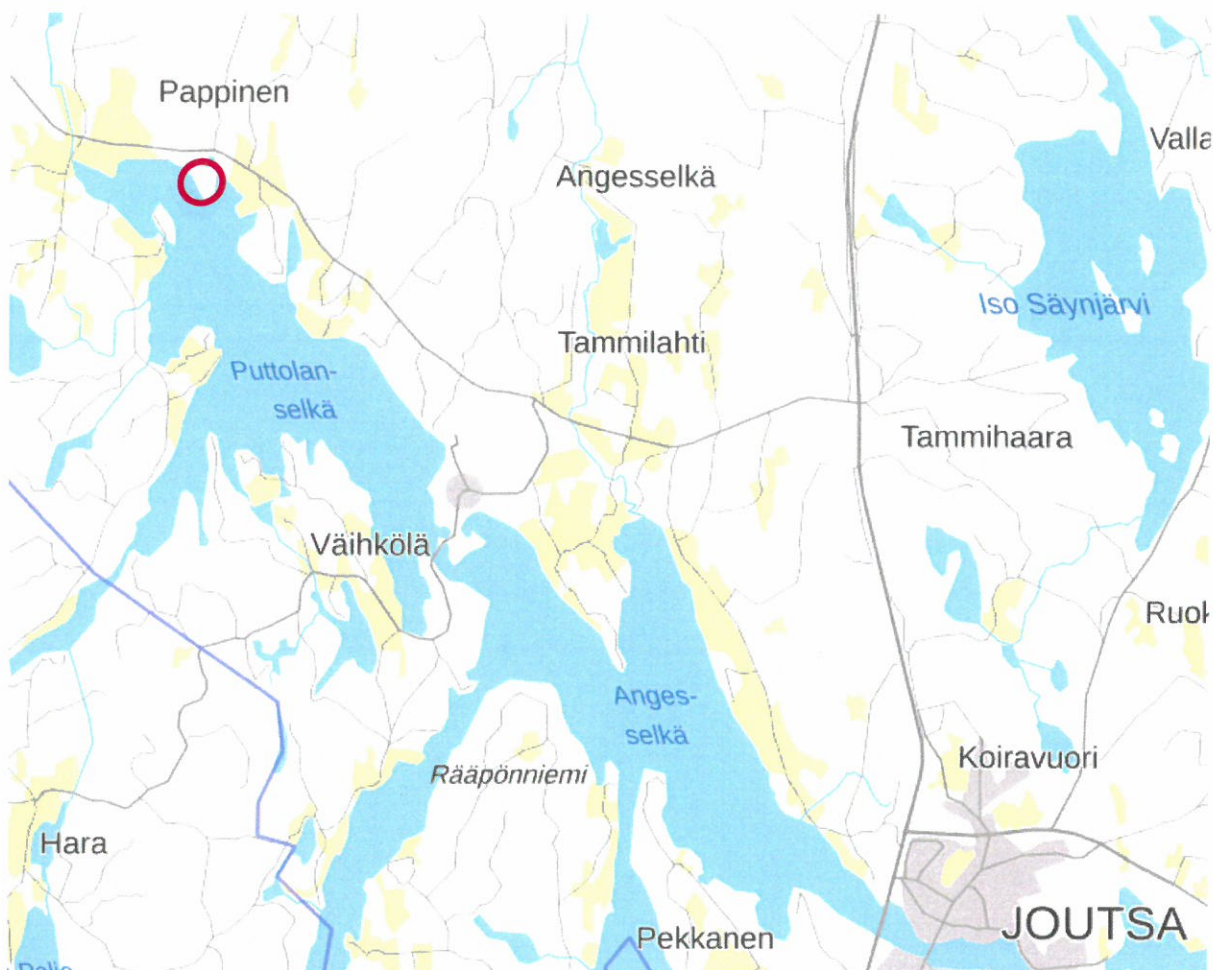 Pappinen
Valla
Angesselkä
Iso Säynjärvi
Tammilahti
Puttolan-
selkä
Tammihaara
Väihkölä
Ruok
Anges-
selkä
Koiravuori
Rääpönniemi
Hara
JOUTSA
Pekkanen